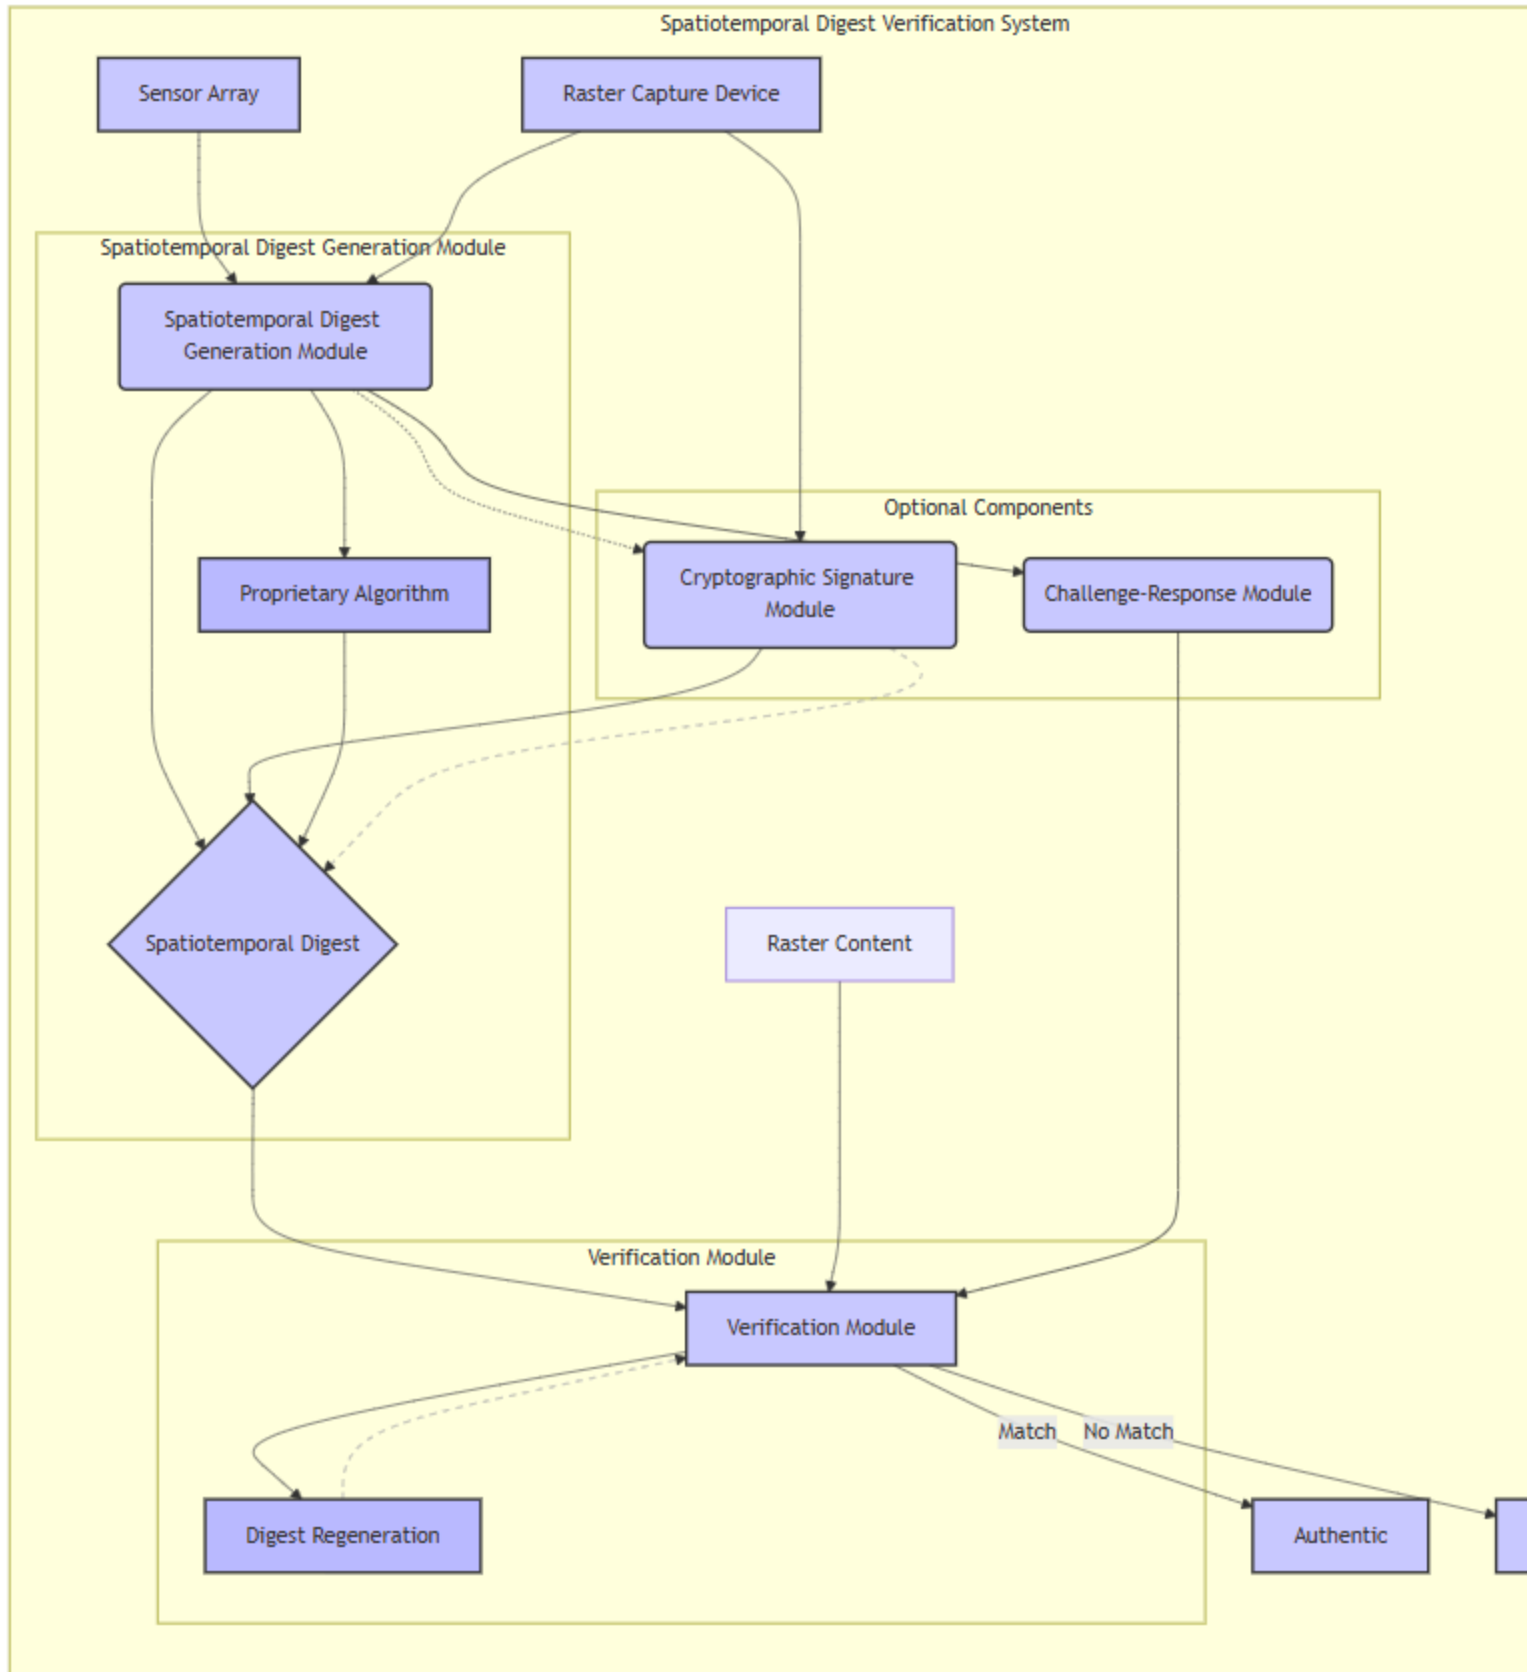 Spatiotemporal Digest Verification System
Sensor Array
Raster Capture Device
Spatiotemporal Digest Generation Module
Spatiotemporal Digest
Generation Module
Optional Components
Proprietary Algorithm
Cryptographic Signature
Module
Challenge-Response Module
Spatiotemporal Digest
Raster Content
Verification Module
Verification Module
Match
No Match
Digest Regeneration
Authentic